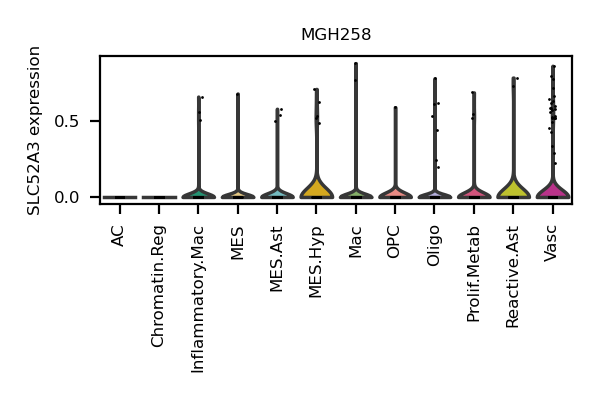 MGH258
SLC52A3 expression
0.5
0.0
AC
Chromatin.Reg
Inflammatory.Mac
MES
MES.Ast
MES.Hyp
Mac
OPC
Oligo
Prolif.Metab
Reactive.Ast
Vasc